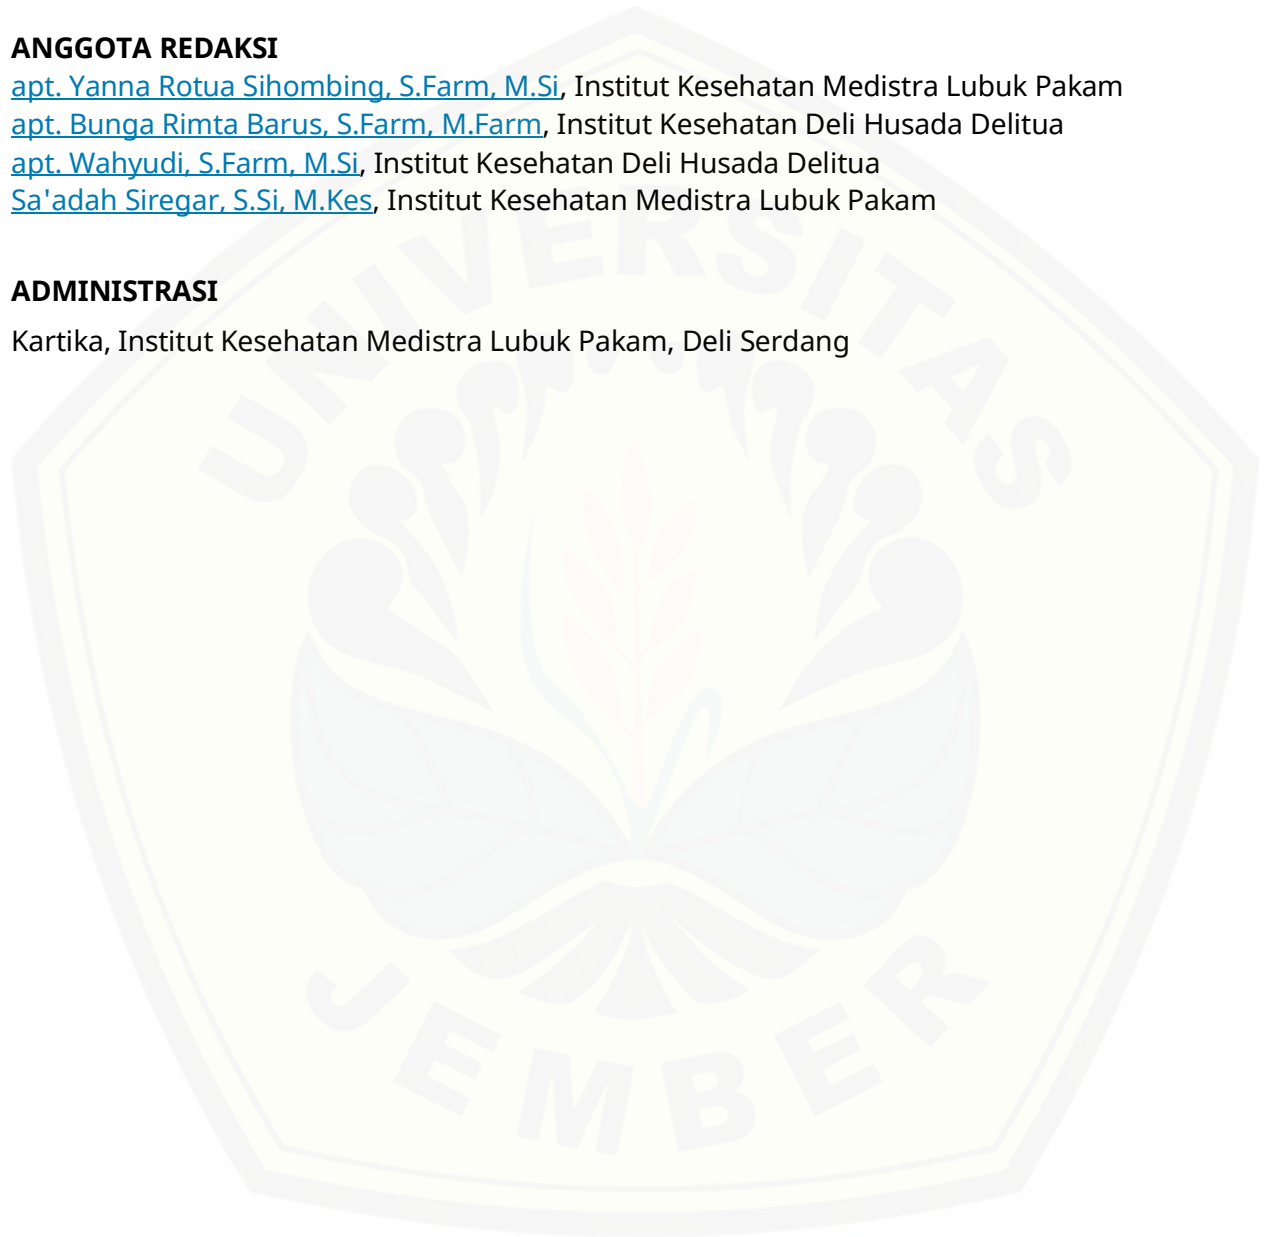 ANGGOTA REDAKSI
apt. Yanna Rotua Sihombing, S.Farm, M.Si, Institut Kesehatan Medistra Lubuk Pakam
apt. Bunga Rimta Barus, S.Farm, M.Farm, Institut Kesehatan Deli Husada Delitua
apt. Wahyudi, S.Farm, M.Si, Institut Kesehatan Deli Husada Delitua
Sa'adah Siregar, S.Si, M.Kes, Institut Kesehatan Medistra Lubuk Pakam
ADMINISTRASI
Kartika, Institut Kesehatan Medistra Lubuk Pakam, Deli Serdang
UNIVERSITAS
JEMBER